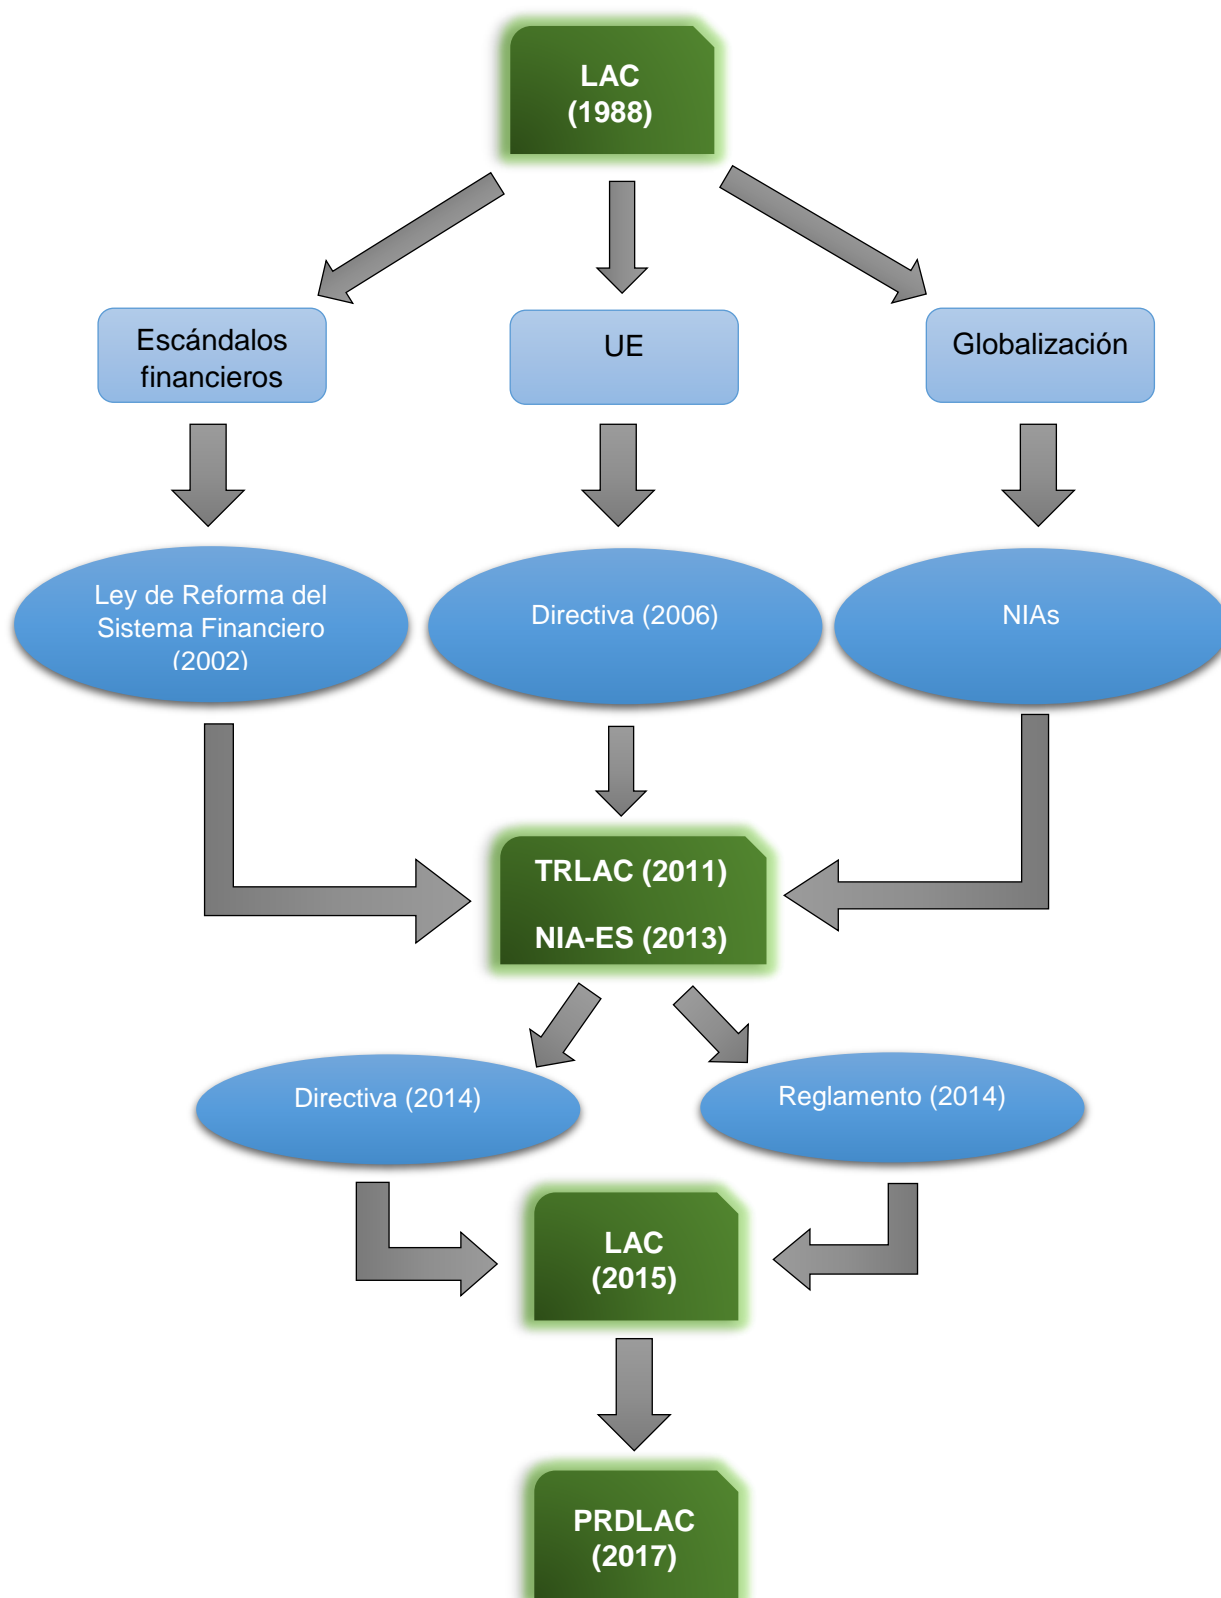 LAC
(1988)
Escándalos
financieros
UE
Globalización
Ley de Reforma del
Sistema Financiero
(2002)
Directiva (2006)
NIAs
TRLAC (2011)
NIA-ES (2013)
Directiva (2014)
Reglamento (2014)
LAC
(2015)
PRDLAC
(2017)